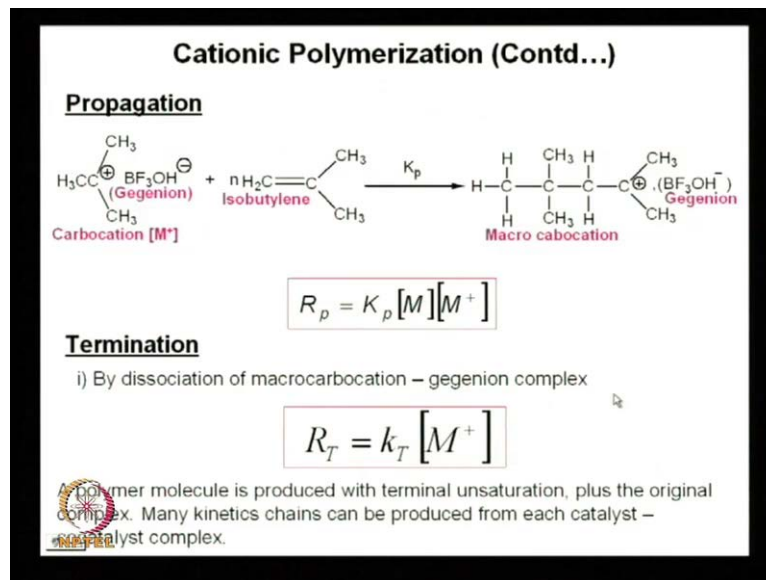 Cationic Polymerization (Contd...)
Propagation
CH3
H3CC⊕ BF3OH⊖
(Gegenion)
CH3
Carbocation [M+]
+ nH2C=C
CH3
CH3
Isobutylene
Kp
H CH3 H CH3
H–C–C–C–C⊕ .(BF3OH-)
H CH3 H CH3
Gegenion
Macro cabocation
Rp = Kp[M][M+]
Termination
i) By dissociation of macrocarbocation – gegenion complex
RT = kT [M+]
A polymer molecule is produced with terminal unsaturation, plus the original
complex. Many kinetics chains can be produced from each catalyst –
complex.
NPTEL